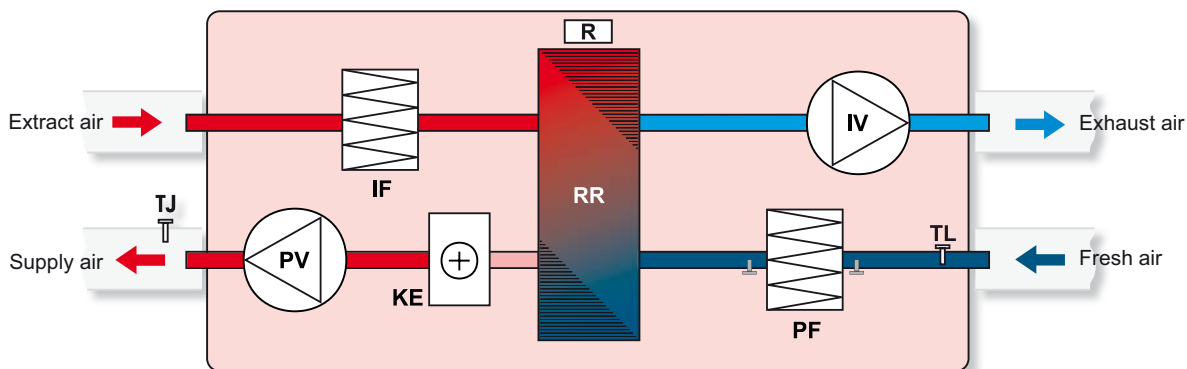 R
Extract air
IV
Exhaust air
IF
RR
TJ
TL
Supply air
PV
KE
PF
Fresh air